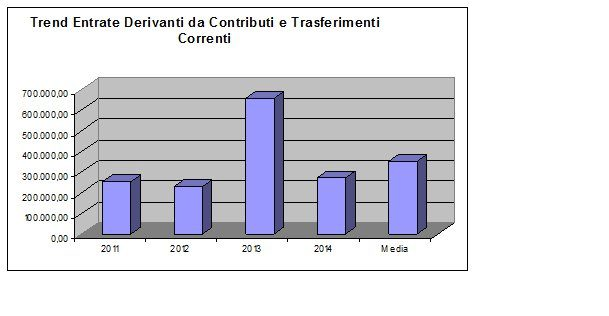 Trend Entrate Derivanti da Contributi e Trasferimenti
Correnti
700.000,00
600.000,00
500.000,00
400.000,00
300.000,00
200.000,00
100.000,00
0,00
2011 2012 2013 2014 Media